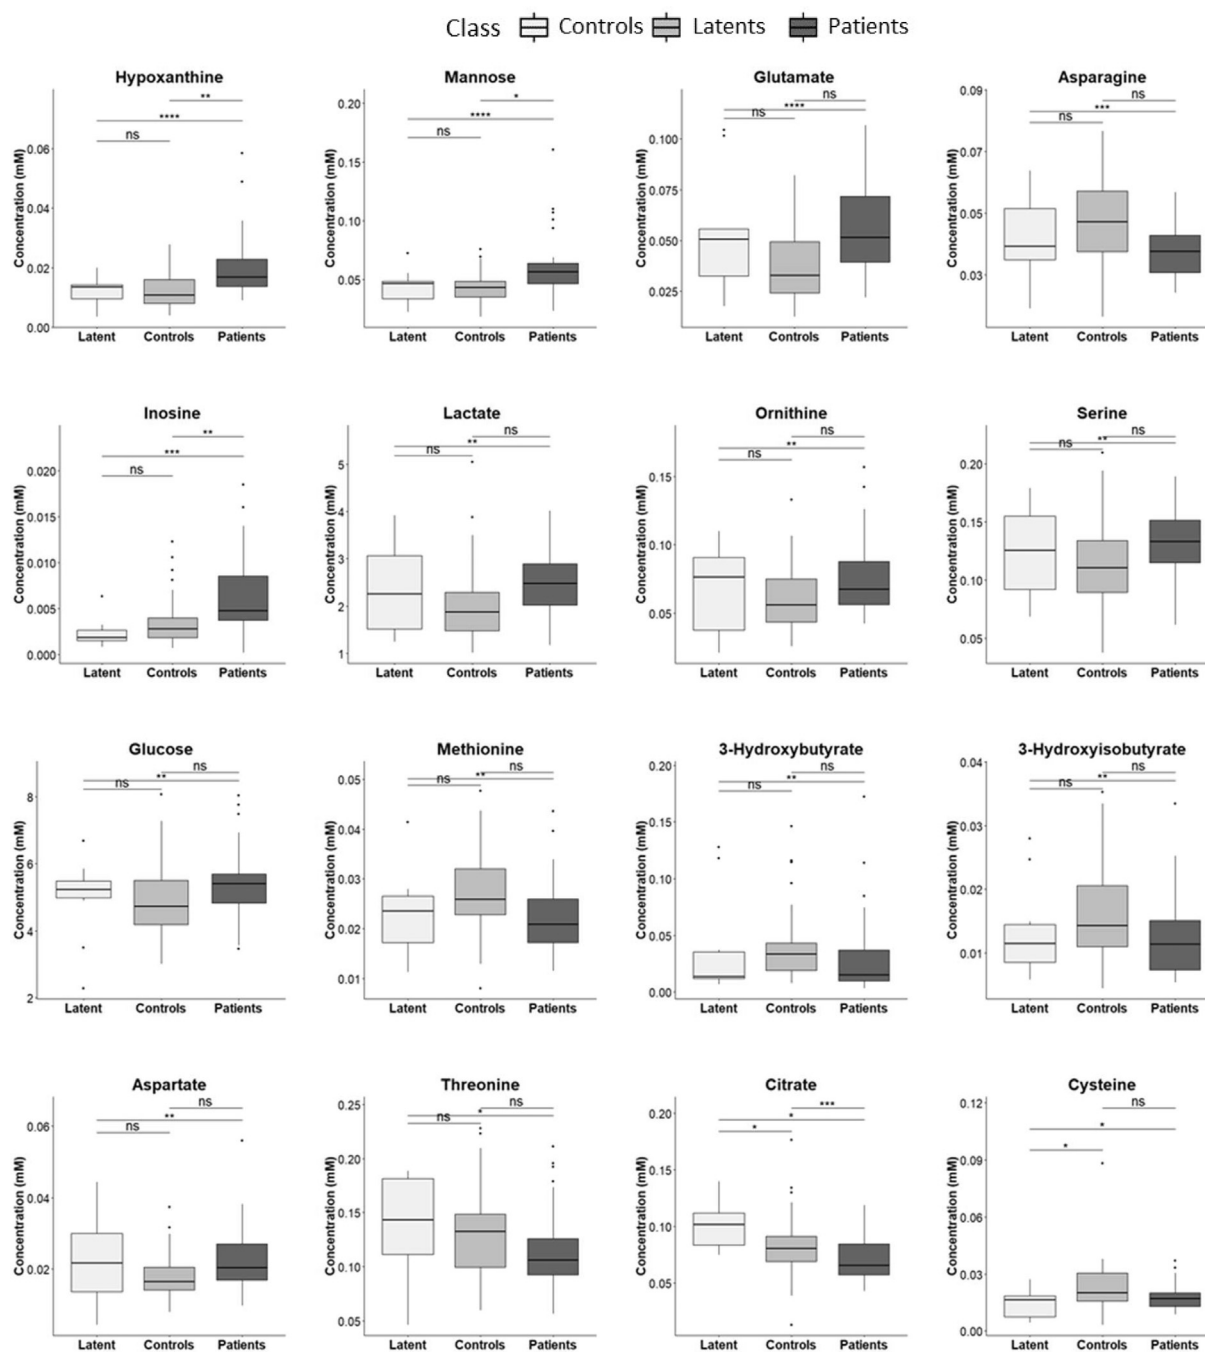 Class Controls Latents Patients
Hypoxanthine
**
****
ns
Concentration (mM)
0.06
0.04
0.02
0.00
Latent Controls Patients
Mannose
*
****
ns
Concentration (mM)
0.20
0.15
0.10
0.05
Latent Controls Patients
Glutamate
ns
****
ns
Concentration (mM)
0.100
0.075
0.050
0.025
Latent Controls Patients
Asparagine
ns
***
ns
Concentration (mM)
0.09
0.07
0.05
0.03
Latent Controls Patients
Inosine
**
***
ns
Concentration (mM)
0.020
0.015
0.010
0.005
0.000
Latent Controls Patients
Lactate
ns
**
ns
Concentration (mM)
5
4
3
2
1
Latent Controls Patients
Ornithine
ns
**
ns
Concentration (mM)
0.15
0.10
0.05
Latent Controls Patients
Serine
ns
**
ns
Concentration (mM)
0.20
0.15
0.10
0.05
Latent Controls Patients
Glucose
ns
**
ns
Concentration (mM)
8
6
4
2
Latent Controls Patients
Methionine
ns
**
ns
Concentration (mM)
0.05
0.04
0.03
0.02
0.01
Latent Controls Patients
3-Hydroxybutyrate
ns
**
ns
Concentration (mM)
0.20
0.15
0.10
0.05
0.00
Latent Controls Patients
3-Hydroxyisobutyrate
ns
**
ns
Concentration (mM)
0.04
0.03
0.02
0.01
Latent Controls Patients
Aspartate
ns
**
ns
Concentration (mM)
0.06
0.04
0.02
Latent Controls Patients
Threonine
ns
*
ns
Concentration (mM)
0.25
0.20
0.15
0.10
0.05
Latent Controls Patients
Citrate
***
*
*
Concentration (mM)
0.20
0.15
0.10
0.05
Latent Controls Patients
Cysteine
ns
*
*
Concentration (mM)
0.12
0.09
0.06
0.03
0.00
Latent Controls Patients